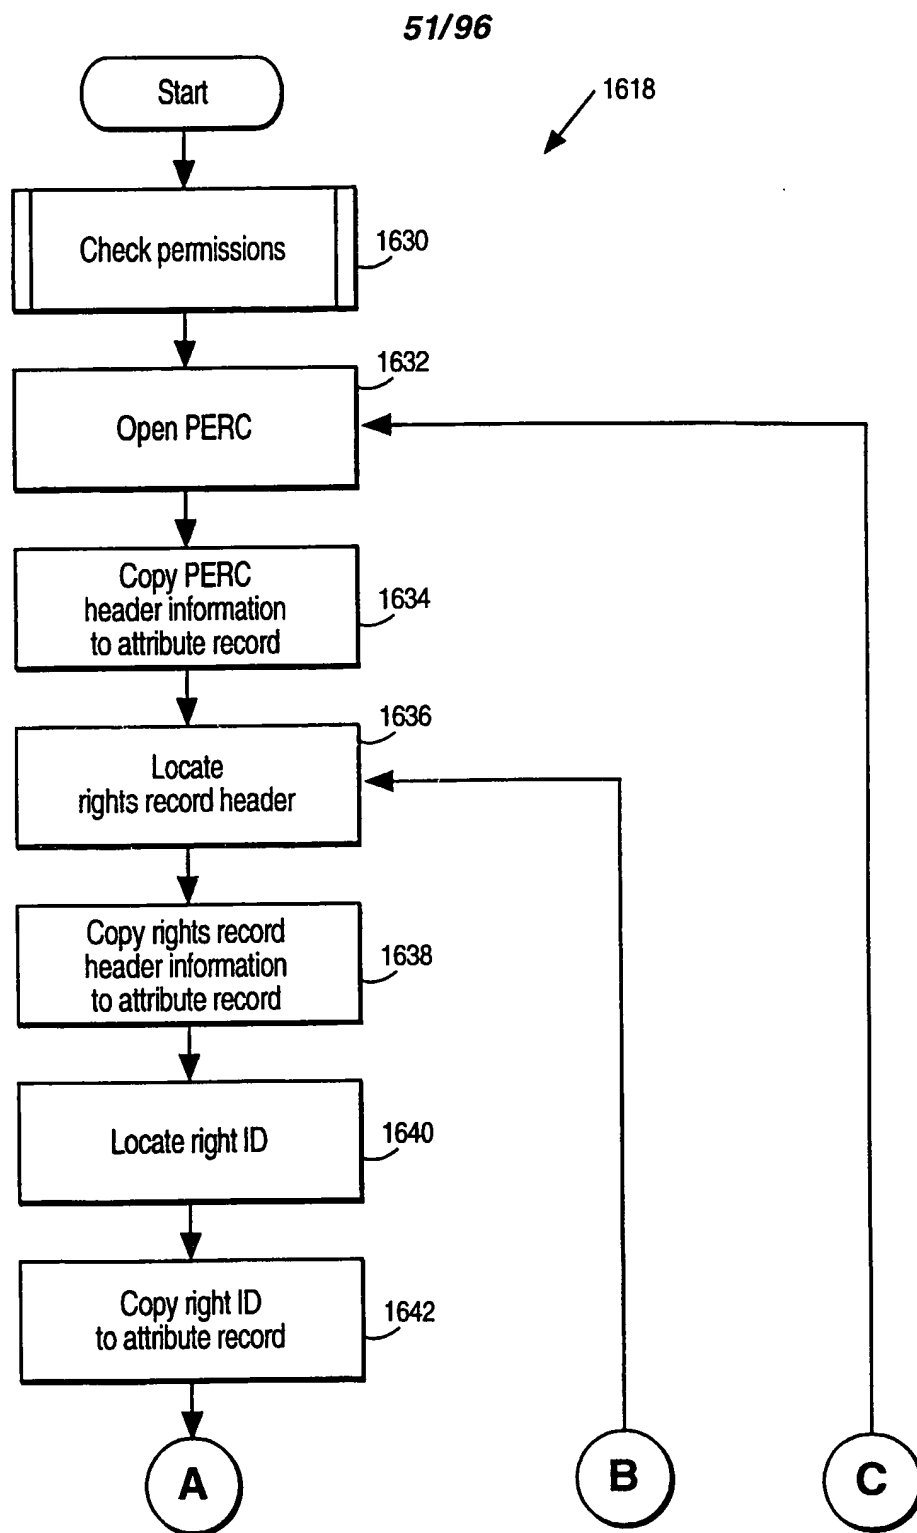 51/96
Start
1618
Check permissions
1630
1632
Open PERC
Copy PERC
header information
to attribute record
1634
1636
Locate
rights record header
Copy rights record
header information
to attribute record
1638
Locate right ID
1640
Copy right ID
to attribute record
1642
A
B
C